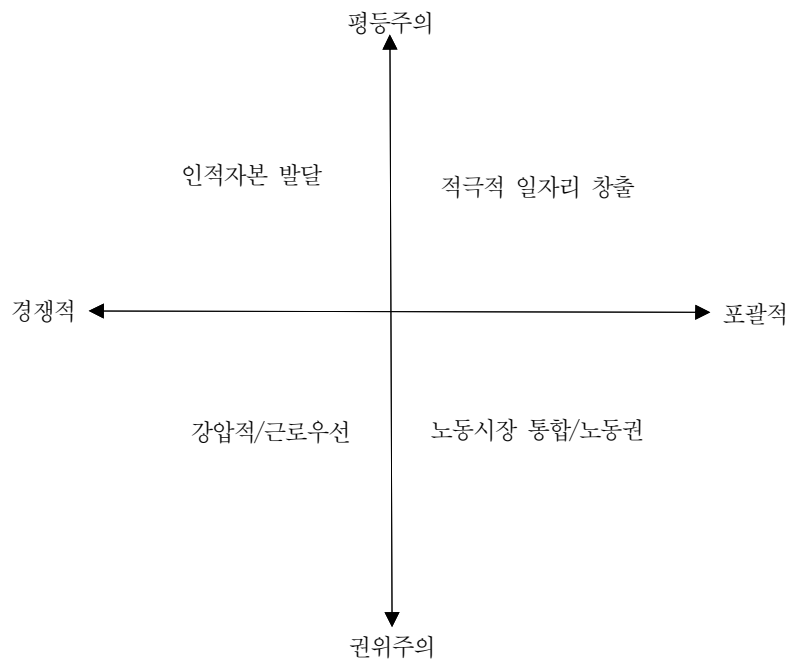 평등주의
인적자본 발달
적극적 일자리 창출
경쟁적
포괄적
강압적/근로우선
노동시장 통합/노동권
권위주의